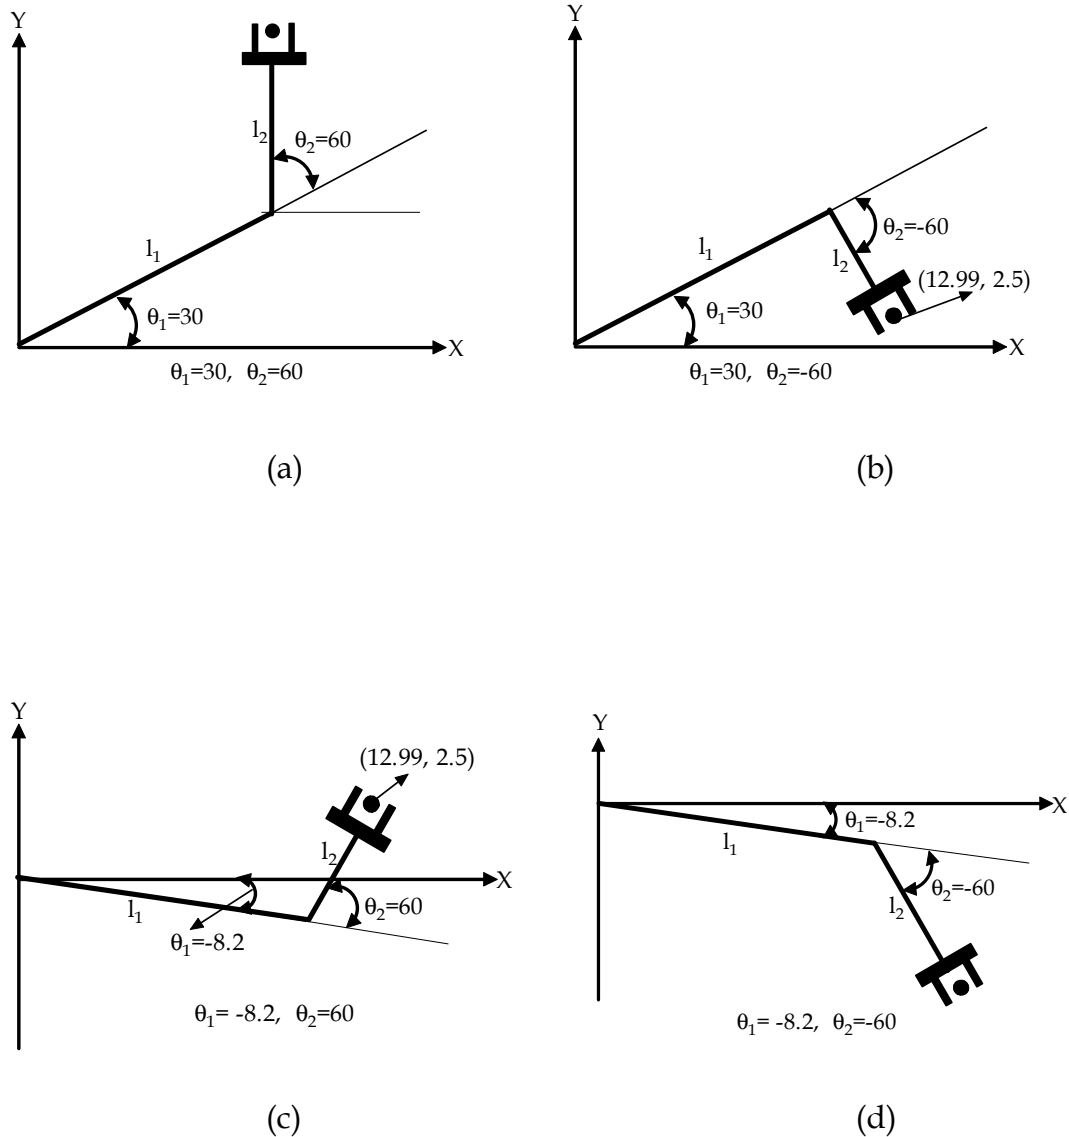 Y
l2
θ2=60
l1
θ1=30
X
θ1=30, θ2=60
(a)
Y
θ2=-60
l1
l2
(12.99, 2.5)
θ1=30
X
θ1=30, θ2=-60
(b)
Y
(12.99, 2.5)
l2
X
l1
θ2=60
θ1=-8.2
θ1= -8.2, θ2=60
(c)
Y
X
θ1=-8.2
l1
θ2=-60
l2
θ1= -8.2, θ2=-60
(d)